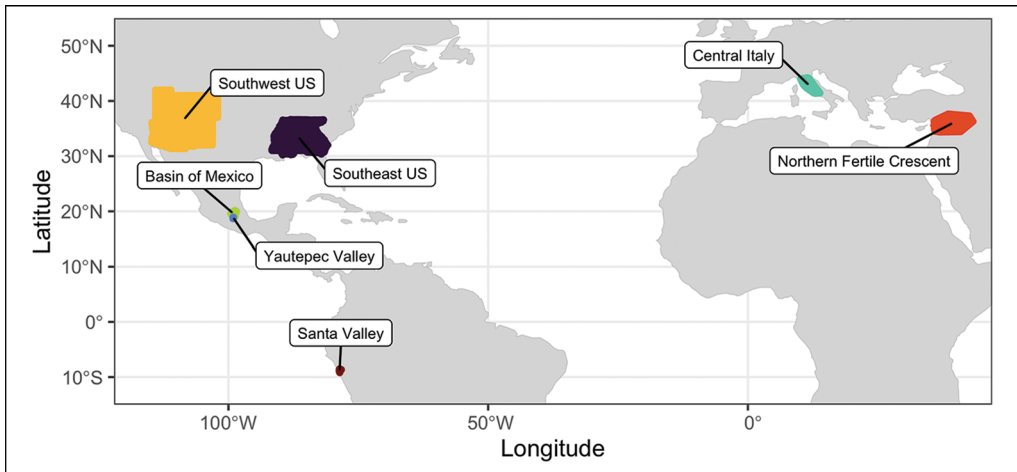 50°N
Central Italy
Southwest US
40°N
30°N
Northern Fertile Crescent
Basin of Mexico
Southeast US
20°N
Yautepec Valley
10°N
0°
Santa Valley
10°S
100°W
50°W
0°
Longitude
Latitude